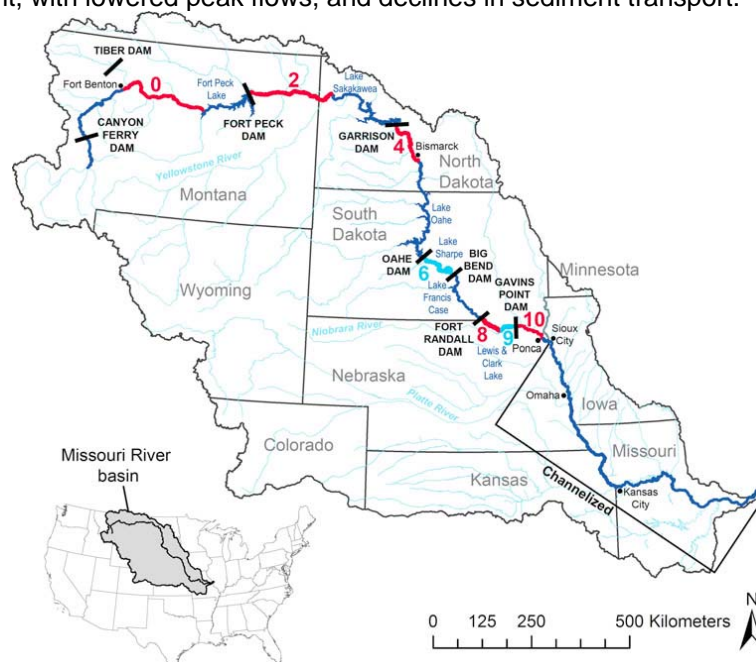 nt, with lowered peak flows, and declines in sediment transport.
TIBER DAM
Fort Benton
0
Fort Peck
Lake
2
Lake
Sakakawea
CANYON
FERRY
DAM
FORT PECK
DAM
GARRISON
DAM
4
Bismarck
North
Dakota
Yellowstone River
Montana
South
Dakota
Lake
Oahe
Lake
Sharpe
OAHE
DAM
6
BIG
BEND
DAM
Minnesota
Wyoming
Lake
Francis
Case
GAVINS
POINT
DAM
10
Niobrara River
FORT
RANDALL
DAM
8
9
Ponca
Sioux
City
Lewis &
Clark
Lake
Nebraska
Omaha
Iowa
Platte River
Colorado
Missouri
Kansas
Channelized
Kansas
City
Missouri River
basin
N
0 125 250 500 Kilometers